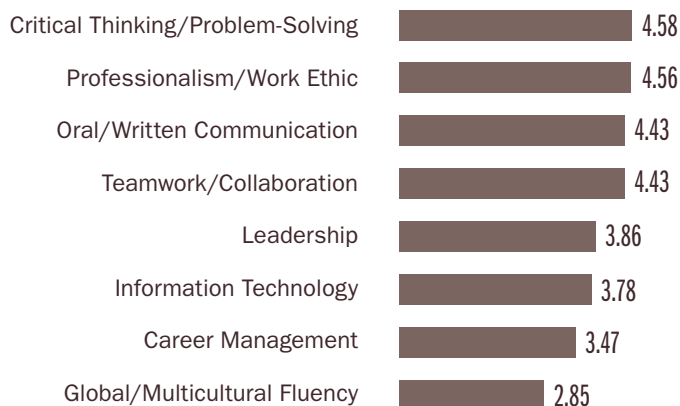 Critical Thinking/Problem-Solving 4.58
Professionalism/Work Ethic 4.56
Oral/Written Communication 4.43
Teamwork/Collaboration 4.43
Leadership 3.86
Information Technology 3.78
Career Management 3.47
Global/Multicultural Fluency 2.85